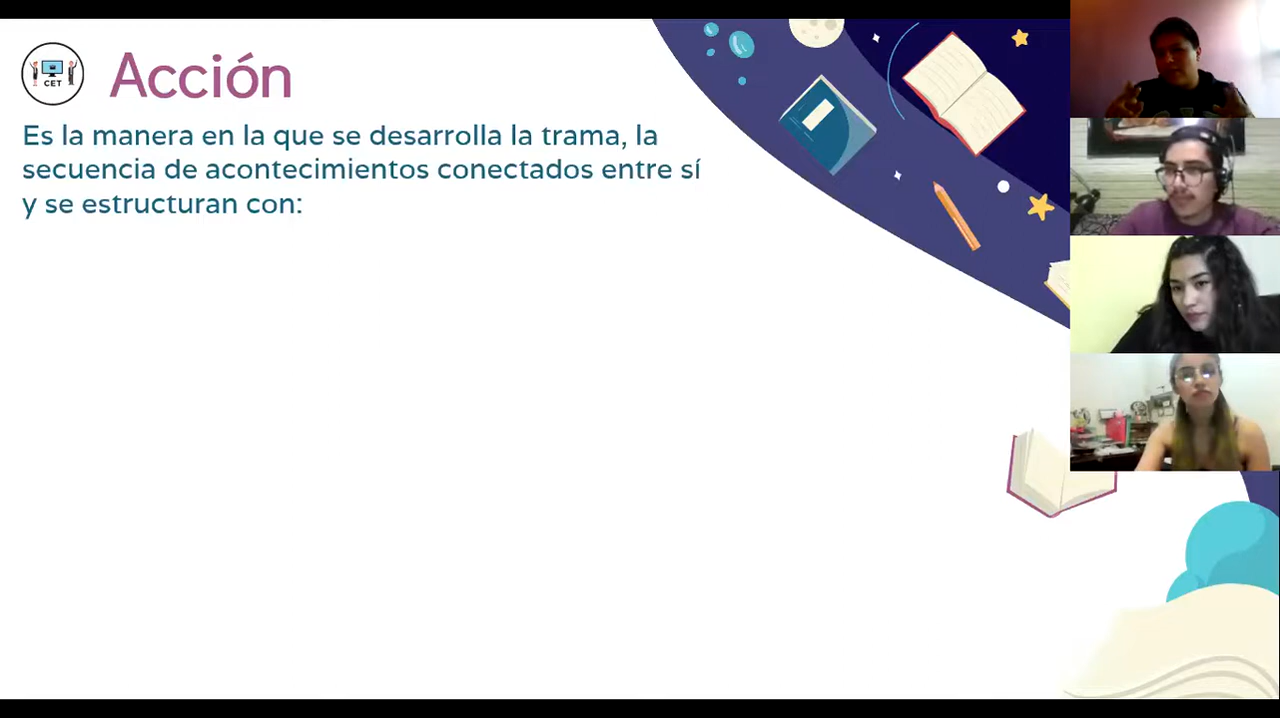 CET
Acción
Es la manera en la que se desarrolla la trama, la
secuencia de acontecimientos conectados entre sí
y se estructuran con: